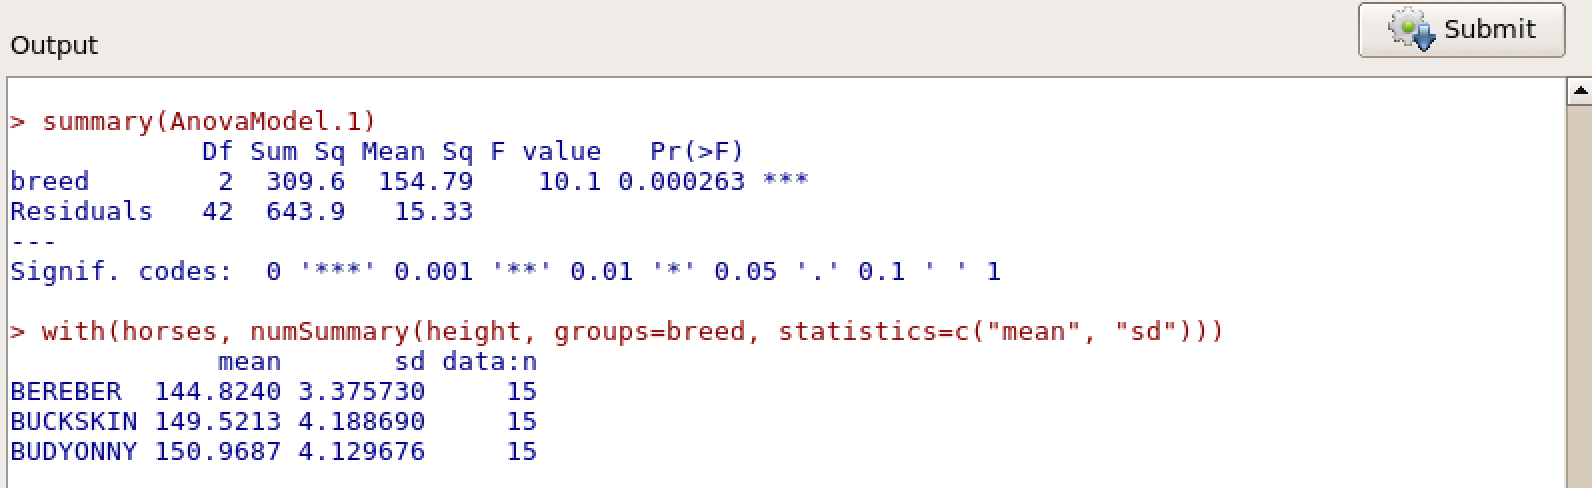 Submit
Output
> summary(AnovaModel.1)
            Df Sum Sq Mean Sq F value   Pr(>F)
breed        2  309.6  154.79    10.1 0.000263 ***
Residuals   42  643.9   15.33
---
Signif. codes:  0 '***' 0.001 '**' 0.01 '*' 0.05 '.' 0.1 ' ' 1
> with(horses, numSummary(height, groups=breed, statistics=c("mean", "sd")))
             mean       sd data:n
BEREBER  144.8240 3.375730     15
BUCKSKIN 149.5213 4.188690     15
BUDYONNY 150.9687 4.129676     15